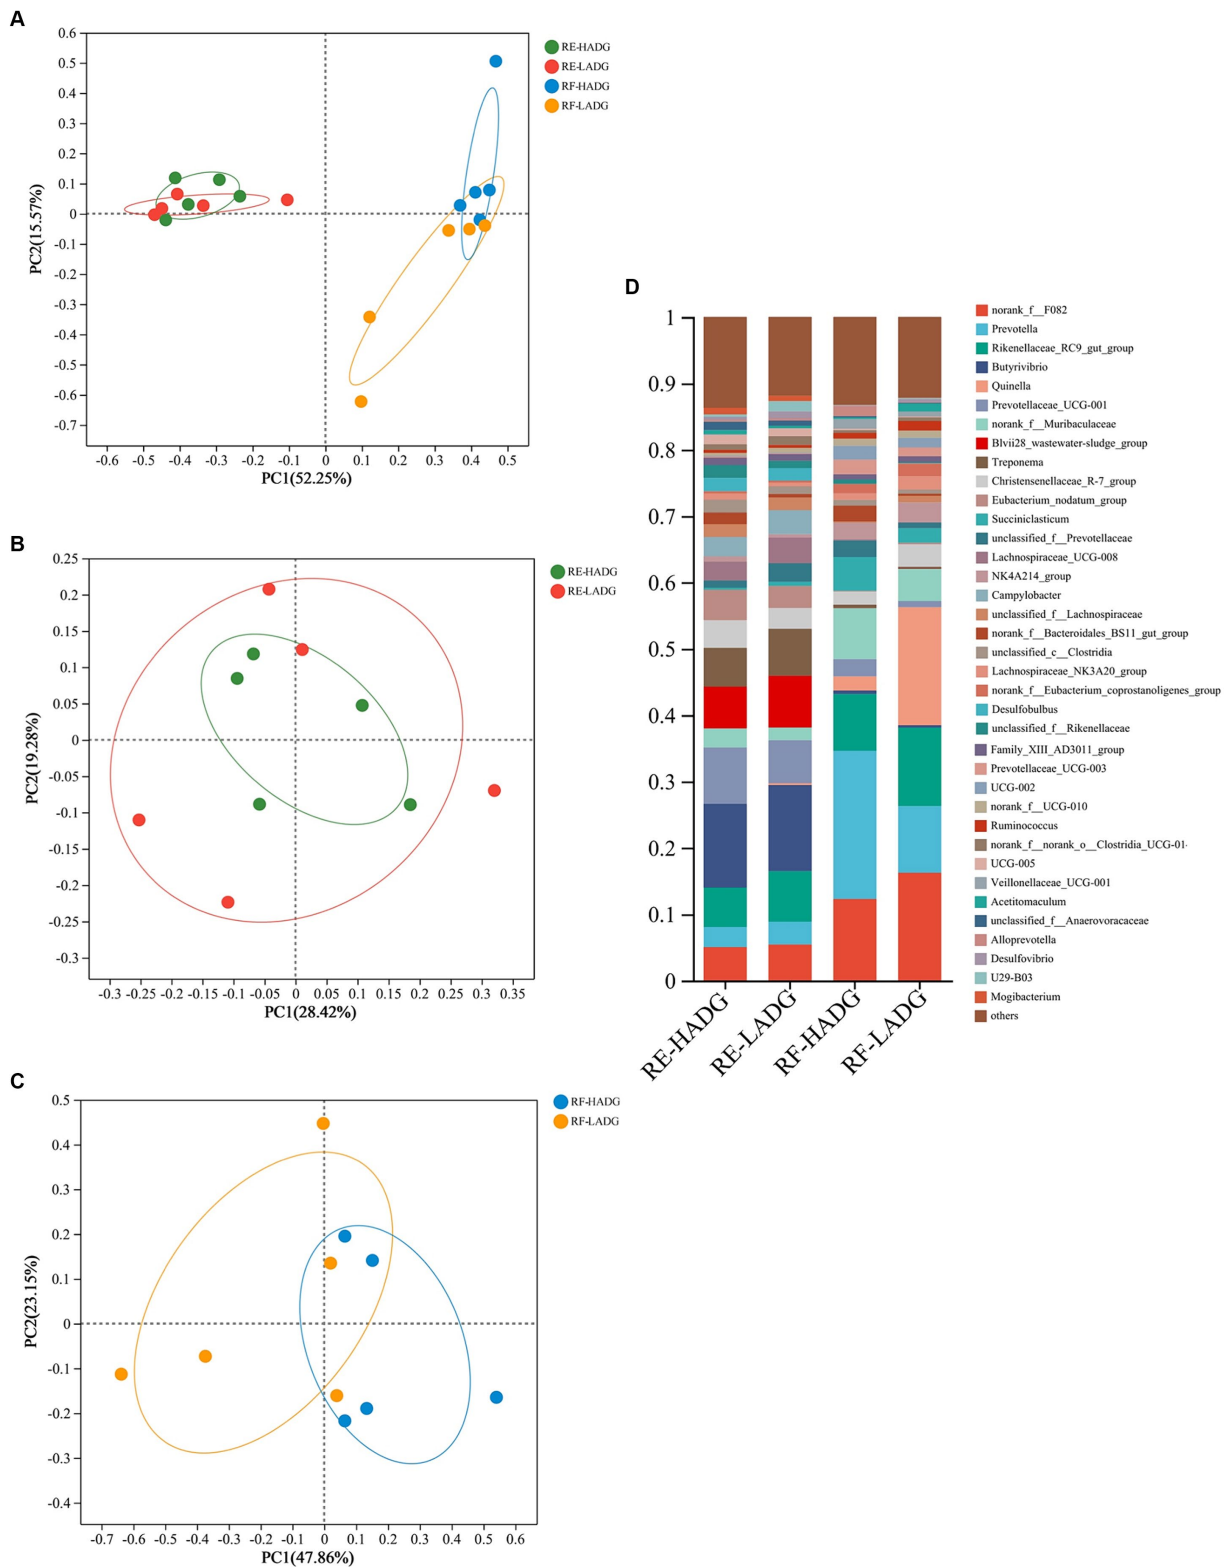 A
0.6
0.5
0.4
0.3
0.2
0.1
0
-0.1
-0.2
-0.3
-0.4
-0.5
-0.6
-0.7
PC2(15.57%)
-0.6 -0.5 -0.4 -0.3 -0.2 -0.1 0 0.1 0.2 0.3 0.4 0.5
PC1(52.25%)
RE-HADG
RE-LADG
RF-HADG
RF-LADG
B
0.25
0.2
0.15
0.1
0.05
0
-0.05
-0.1
-0.15
-0.2
-0.25
-0.3
PC2(19.28%)
-0.3 -0.25 -0.2 -0.15 -0.1 -0.05 0 0.05 0.1 0.15 0.2 0.25 0.3 0.35
PC1(28.42%)
RE-HADG
RE-LADG
C
0.5
0.4
0.3
0.2
0.1
0
-0.1
-0.2
-0.3
-0.4
PC2(23.15%)
-0.7 -0.6 -0.5 -0.4 -0.3 -0.2 -0.1 0 0.1 0.2 0.3 0.4 0.5 0.6
PC1(47.86%)
RF-HADG
RF-LADG
D
1
0.9
0.8
0.7
0.6
0.5
0.4
0.3
0.2
0.1
0
RE-HADG
RE-LADG
RF-HADG
RF-LADG
norank_f__F082
Prevotella
Rikenellaceae_RC9_gut_group
Butyrivibrio
Quinella
Prevotellaceae_UCG-001
norank_f__Muribaculaceae
Blvii28_wastewater-sludge_group
Treponema
Christensenellaceae_R-7_group
Eubacterium_nodatum_group
Succiniclasticum
unclassified_f__Prevotellaceae
Lachnospiraceae_UCG-008
NK4A214_group
Campylobacter
unclassified_f__Lachnospiraceae
norank_f__Bacteroidales_BS11_gut_group
unclassified_c__Clostridia
Lachnospiraceae_NK3A20_group
norank_f__Eubacterium_coprostanoligenes_group
Desulfobulbus
unclassified_f__Rikenellaceae
Family_XIII_AD3011_group
Prevotellaceae_UCG-003
UCG-002
norank_f__UCG-010
Ruminococcus
norank_f__norank_o__Clostridia_UCG-01
UCG-005
Veillonellaceae_UCG-001
Acetitomaculum
unclassified_f__Anaerovoracaceae
Alloprevotella
Desulfovibrio
U29-B03
Mogibacterium
others